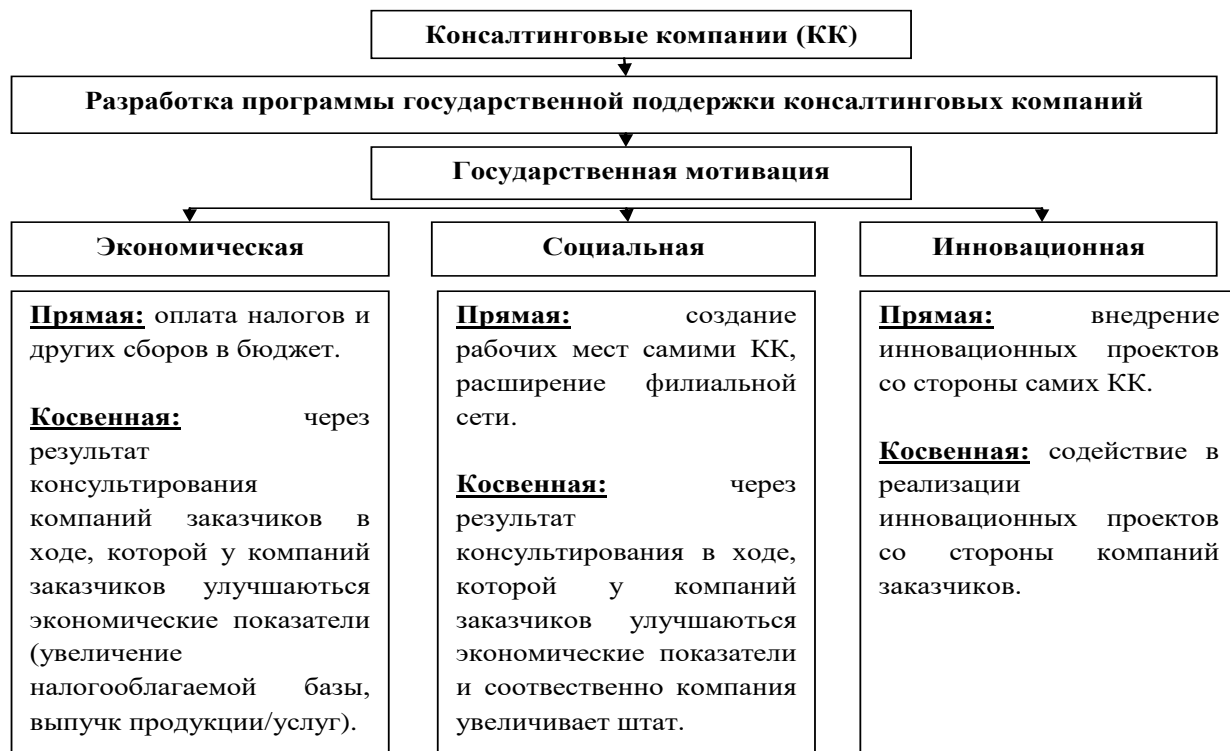 Консалтинговые компании (КК)
Разработка программы государственной поддержки консалтинговых компаний
Государственная мотивация
Экономическая
Социальная
Инновационная
Прямая: оплата налогов и
других сборов в бюджет.
Косвенная: через
результат
консультирования
компаний заказчиков в
ходе, которой у компаний
заказчиков улучшаються
экономические показатели
(увеличение
налогооблагаемой базы,
выпучк продукции/услуг).
Прямая: создание
рабочих мест самими КК,
расширение филиальной
сети.
Косвенная: через
результат
консультирования в ходе,
которой у компаний
заказчиков улучшаються
экономические показатели
и соотвественно компания
увеличивает штат.
Прямая: внедрение
инновационных проектов
со стороны самих КК.
Косвенная: содействие в
реализации
инновационных проектов
со стороны компаний
заказчиков.